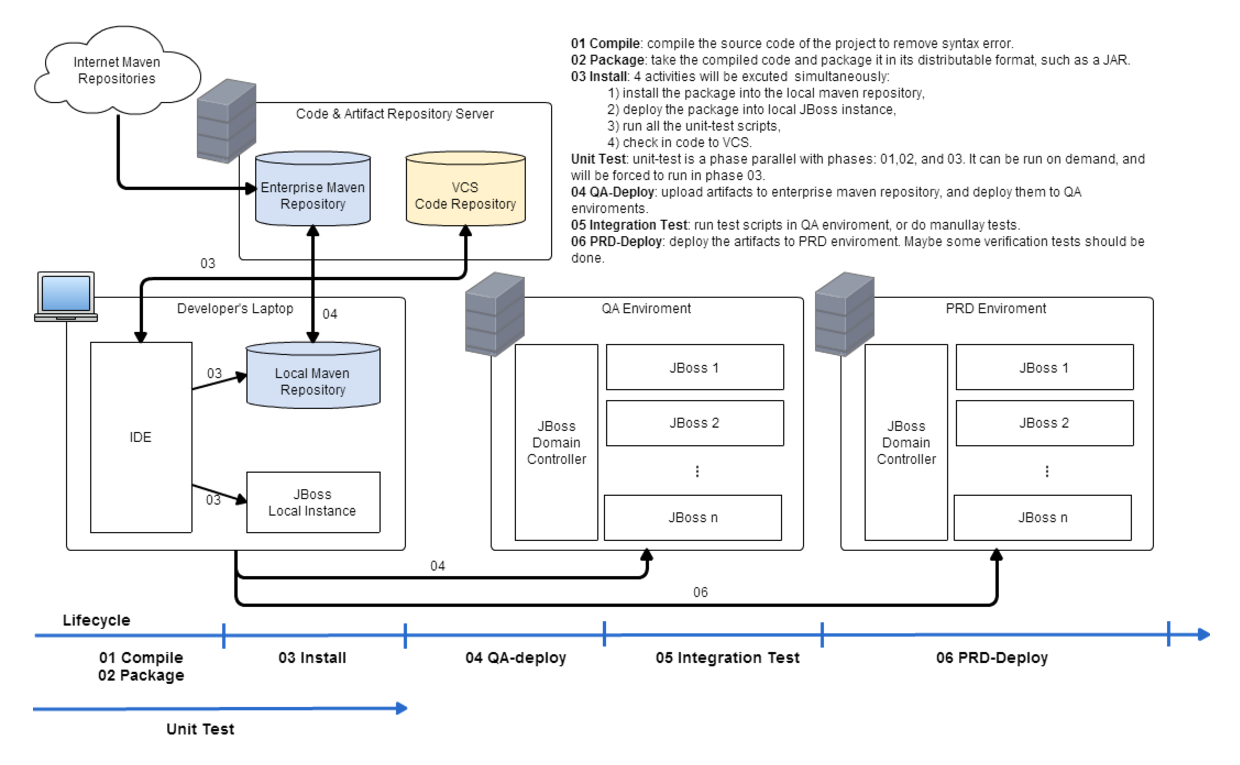 Internet Maven
Repositories
01 Compile: compile the source code of the project to remove syntax error.
02 Package: take the compiled code and package it in its distributable format, such as a JAR.
03 Install: 4 activities will be excuted simultaneously:
1) install the package into the local maven repository,
2) deploy the package into local JBoss instance,
3) run all the unit-test scripts,
4) check in code to VCS.
Unit Test: unit-test is a phase parallel with phases: 01,02, and 03. It can be run on demand, and
will be forced to run in phase 03.
04 QA-Deploy: upload artifacts to enterprise maven repository, and deploy them to QA
enviroments.
05 Integration Test: run test scripts in QA enviroment, or do manullay tests.
06 PRD-Deploy: deploy the artifacts to PRD enviroment. Maybe some verification tests should be
done.
Code & Artifact Repository Server
Enterprise Maven
Repository
VCS
Code Repository
03
04
Developer's Laptop
IDE
03
Local Maven
Repository
03
JBoss
Local Instance
QA Enviroment
JBoss
Domain
Controller
JBoss 1
JBoss 2
...
JBoss n
PRD Enviroment
JBoss
Domain
Controller
JBoss 1
JBoss 2
...
JBoss n
04
06
Lifecycle
01 Compile
02 Package
03 Install
04 QA-deploy
05 Integration Test
06 PRD-Deploy
Unit Test